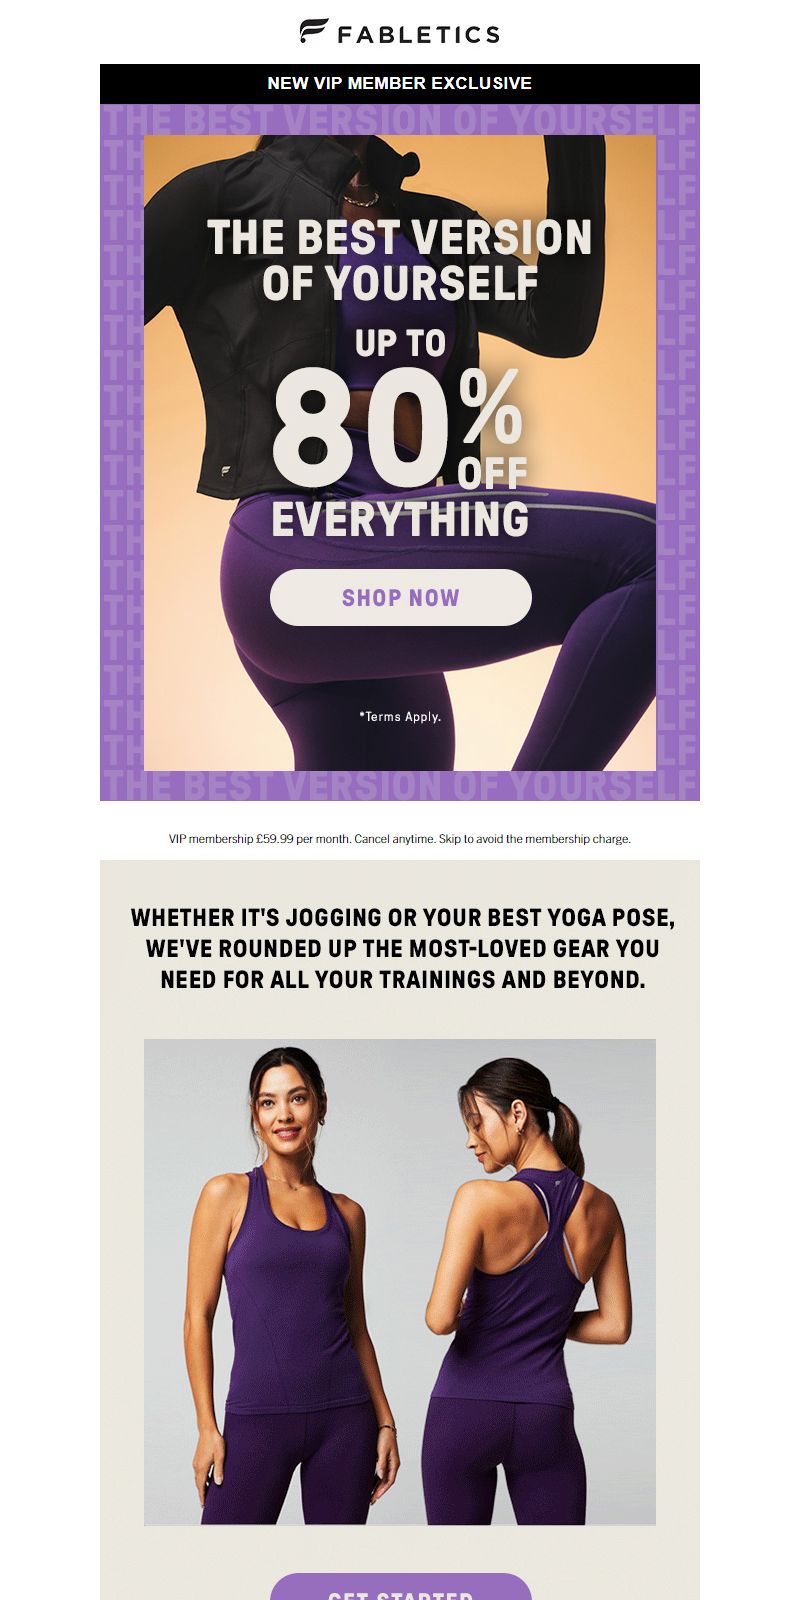 FABLETICS
NEW VIP MEMBER EXCLUSIVE
THE BEST VERSION OF YOURSELF
THE BEST VERSION
OF YOURSELF
UP TO
80% OFF
EVERYTHING
SHOP NOW
*Terms Apply.
THE BEST VERSION OF YOURSELF
VIP membership £59.99 per month. Cancel anytime. Skip to avoid the membership charge.
WHETHER IT'S JOGGING OR YOUR BEST YOGA POSE,
WE'VE ROUNDED UP THE MOST-LOVED GEAR YOU
NEED FOR ALL YOUR TRAININGS AND BEYOND.
GET STARTED